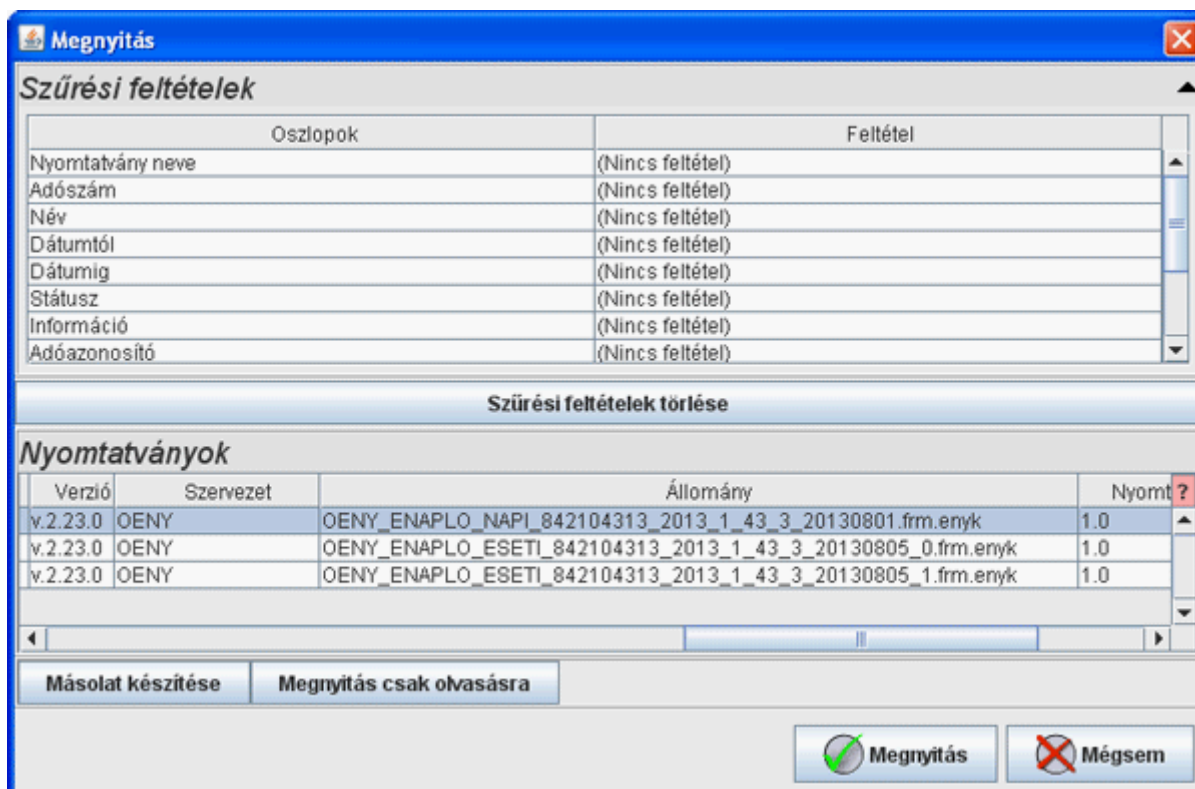 Megnyitás
Szűrési feltételek
Oszlopok Feltétel
Nyomtatvány neve (Nincs feltétel)
Adószám (Nincs feltétel)
Név (Nincs feltétel)
Dátumtól (Nincs feltétel)
Dátumig (Nincs feltétel)
Státusz (Nincs feltétel)
Információ (Nincs feltétel)
Adóazonosító (Nincs feltétel)
Szűrési feltételek törlése
Nyomtatványok
Verzió Szervezet Állomány Nyomt ?
v.2.23.0 OENY OENY_ENAPLO_NAPI_842104313_2013_1_43_3_20130801.frm.enyk 1.0
v.2.23.0 OENY OENY_ENAPLO_ESETI_842104313_2013_1_43_3_20130805_0.frm.enyk 1.0
v.2.23.0 OENY OENY_ENAPLO_ESETI_842104313_2013_1_43_3_20130805_1.frm.enyk 1.0
Másolat készítése Megnyitás csak olvasásra
Megnyitás Mégsem